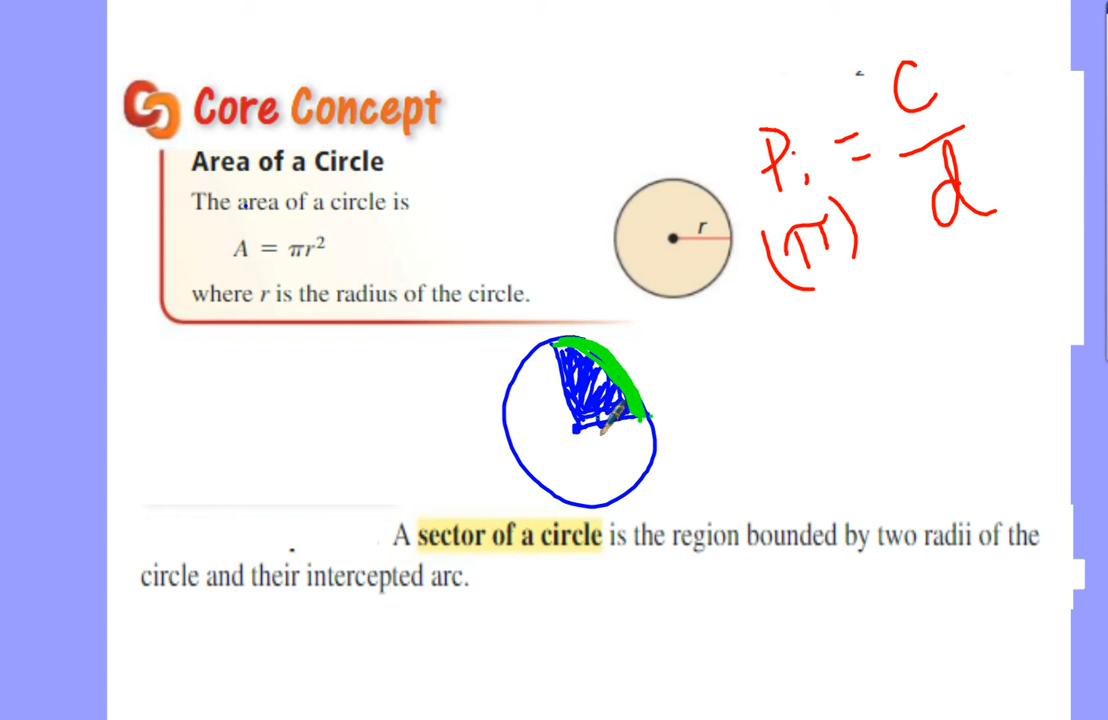 Core Concept
Area of a Circle
The area of a circle is
A = πr²
where r is the radius of the circle.
r
Pi = C/d
(π)
A sector of a circle is the region bounded by two radii of the
circle and their intercepted arc.